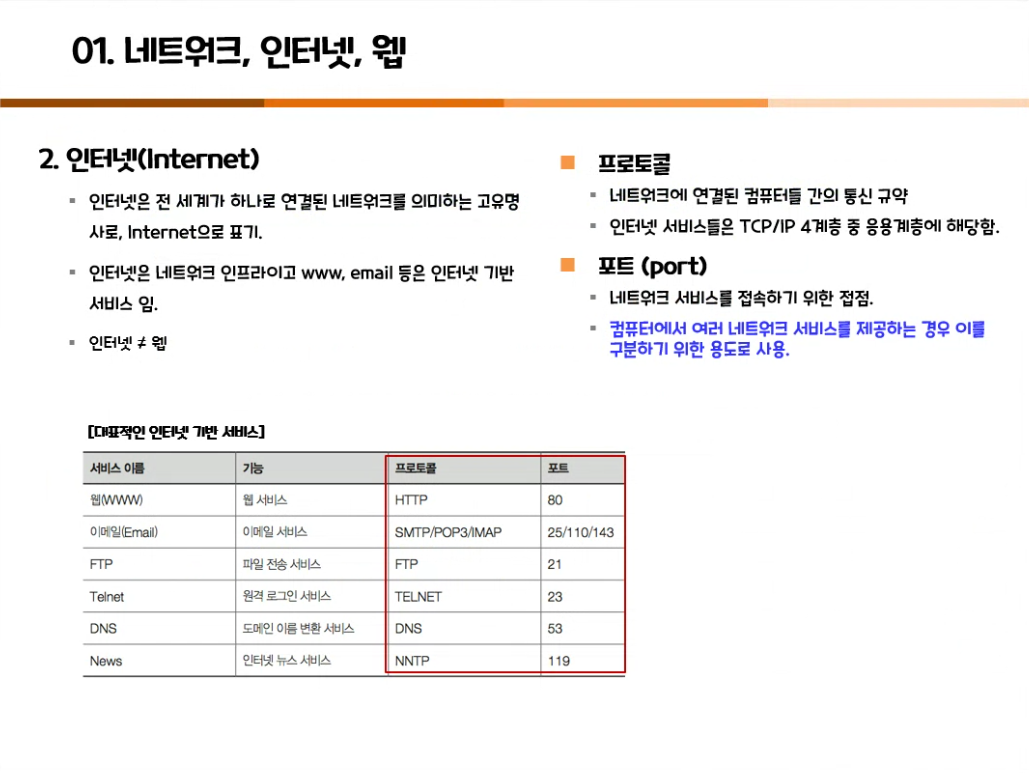 01. 네트워크, 인터넷, 웹
2. 인터넷(Internet)
▪ 인터넷은 전 세계가 하나로 연결된 네트워크를 의미하는 고유명
사로, Internet으로 표기.
▪ 인터넷은 네트워크 인프라이고 www, email 등은 인터넷 기반
서비스 임.
▪ 인터넷 ≠ 웹
■ 프로토콜
▪ 네트워크에 연결된 컴퓨터들 간의 통신 규약
▪ 인터넷 서비스들은 TCP/IP 4계층 중 응용계층에 해당함.
■ 포트 (port)
▪ 네트워크 서비스를 접속하기 위한 접점.
▪ 컴퓨터에서 여러 네트워크 서비스를 제공하는 경우 이를
구분하기 위한 용도로 사용.
[대표적인 인터넷 기반 서비스]
서비스 이름 기능 프로토콜 포트
웹(WWW) 웹 서비스 HTTP 80
이메일(Email) 이메일 서비스 SMTP/POP3/IMAP 25/110/143
FTP 파일 전송 서비스 FTP 21
Telnet 원격 로그인 서비스 TELNET 23
DNS 도메인 이름 변환 서비스 DNS 53
News 인터넷 뉴스 서비스 NNTP 119